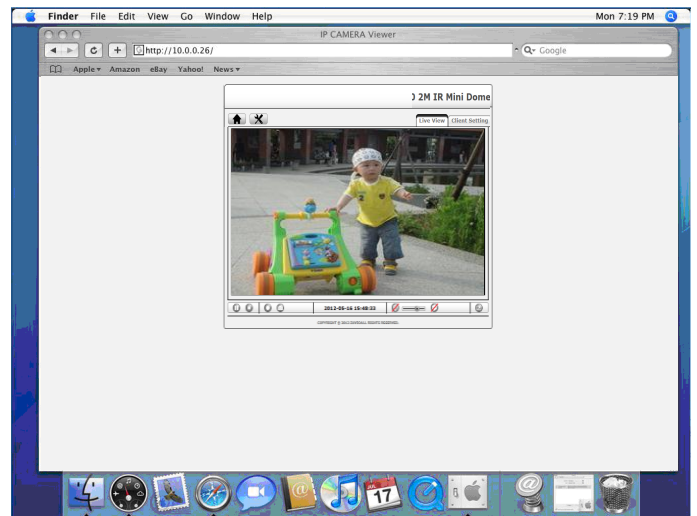 Finder File Edit View Go Window Help Mon 7:19 PM
IP CAMERA Viewer
http://10.0.0.26/
Google
Apple Amazon eBay Yahoo! News
2M IR Mini Dome
Live View Client Setting
2012-05-16 15:48:33
JUL
17